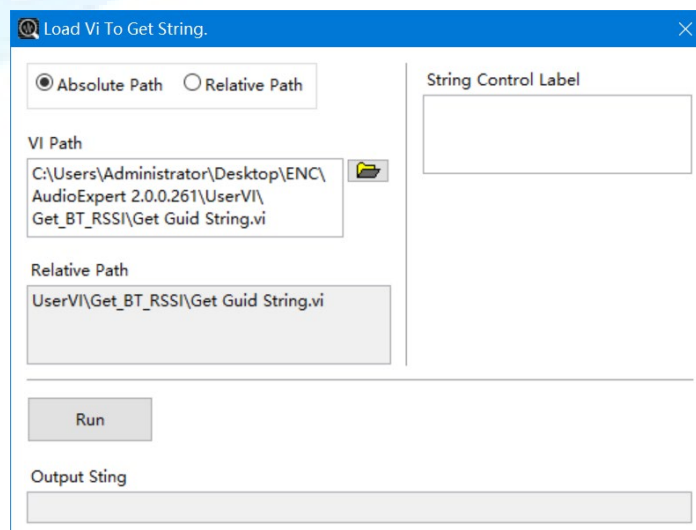 Load Vi To Get String.
Absolute Path Relative Path
VI Path
C:\Users\Administrator\Desktop\ENC\
AudioExpert 2.0.0.261\UserVI\
Get_BT_RSSI\Get Guid String.vi
Relative Path
UserVI\Get_BT_RSSI\Get Guid String.vi
String Control Label
Run
Output Sting